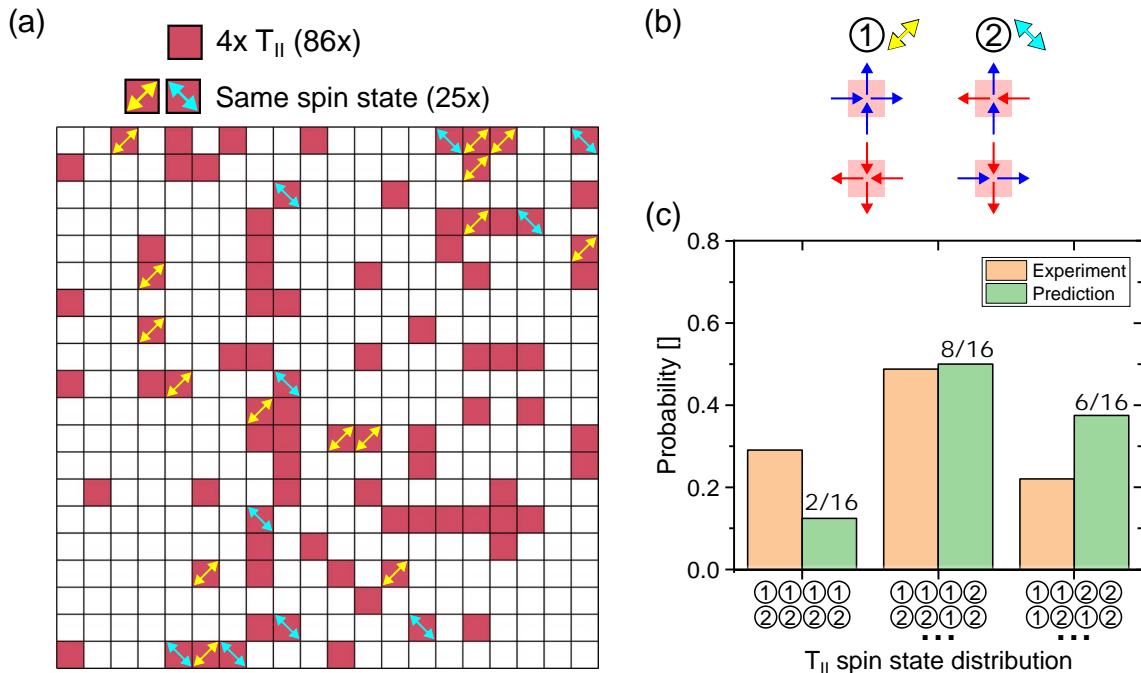 (a)
4x T_II (86x)
Same spin state (25x)
(b)
① ②
(c)
0.8
0.6
0.4
0.2
0.0
Probability []
Experiment
Prediction
2/16
8/16
6/16
①①①① ①①①② ①①②②
②②②② ②②①② ①②①②
... ...
T_II spin state distribution